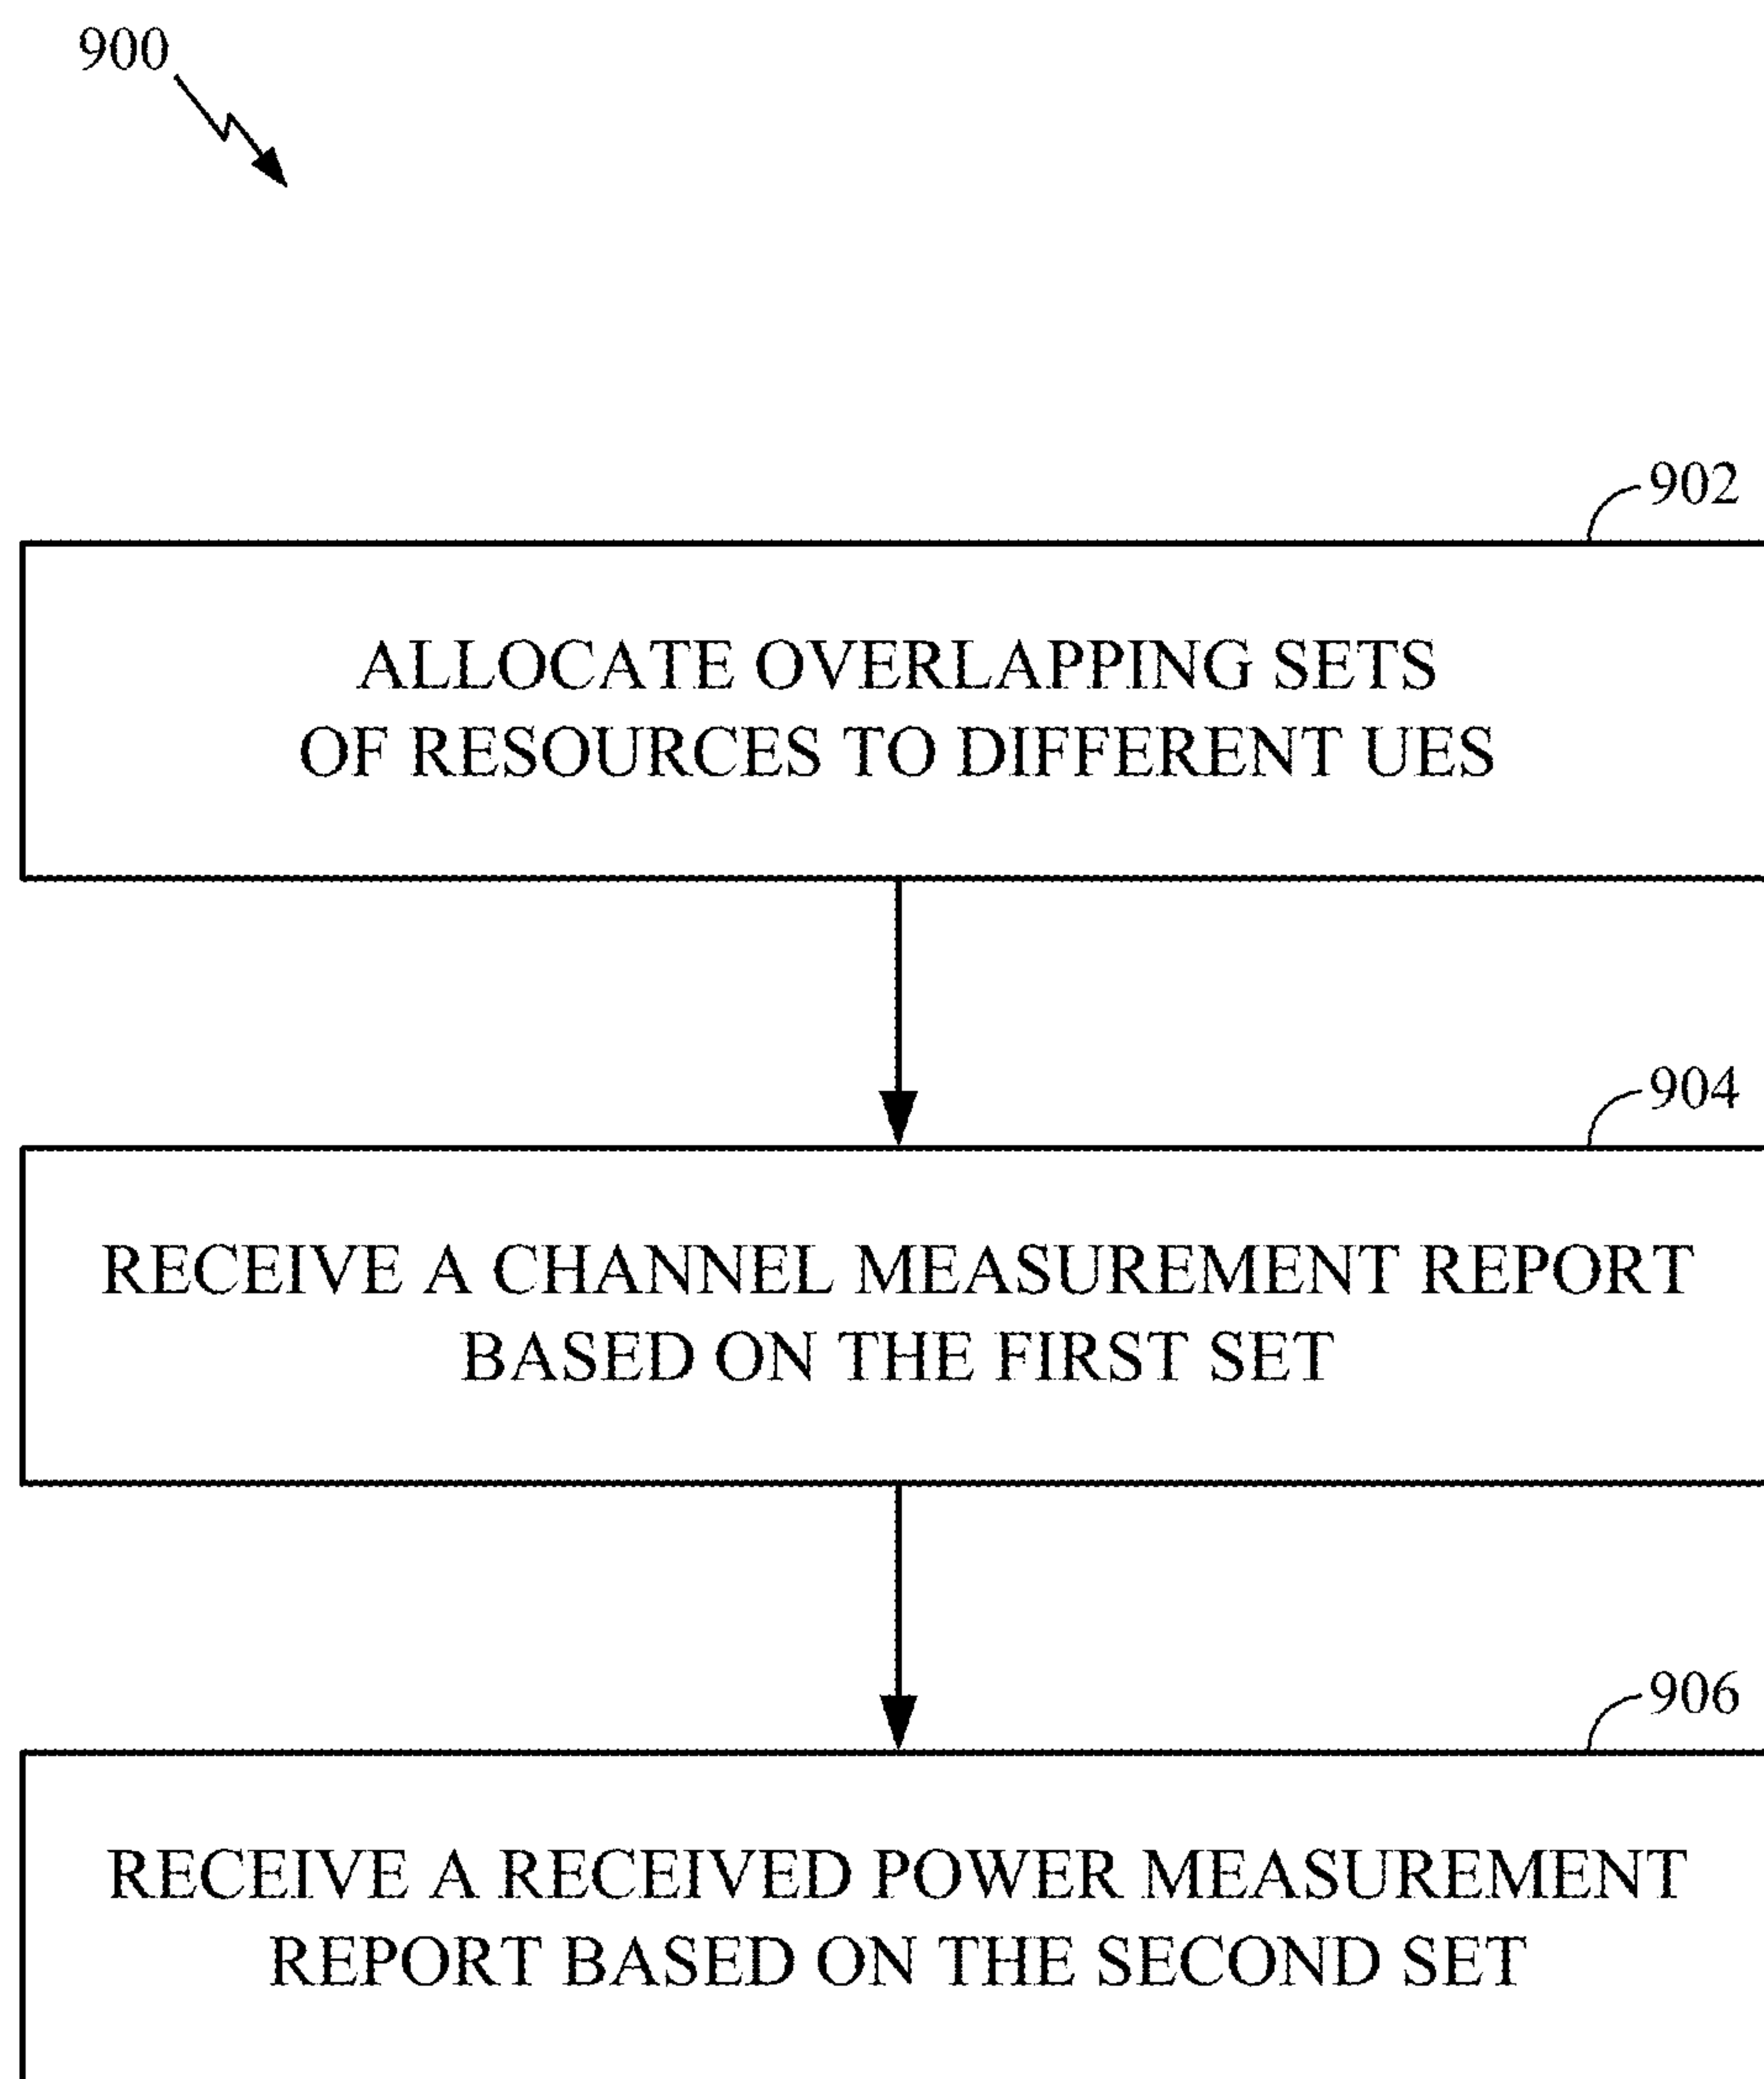 900
902
ALLOCATE OVERLAPPING SETS
OF RESOURCES TO DIFFERENT UES
904
RECEIVE A CHANNEL MEASUREMENT REPORT
BASED ON THE FIRST SET
906
RECEIVE A RECEIVED POWER MEASUREMENT
REPORT BASED ON THE SECOND SET